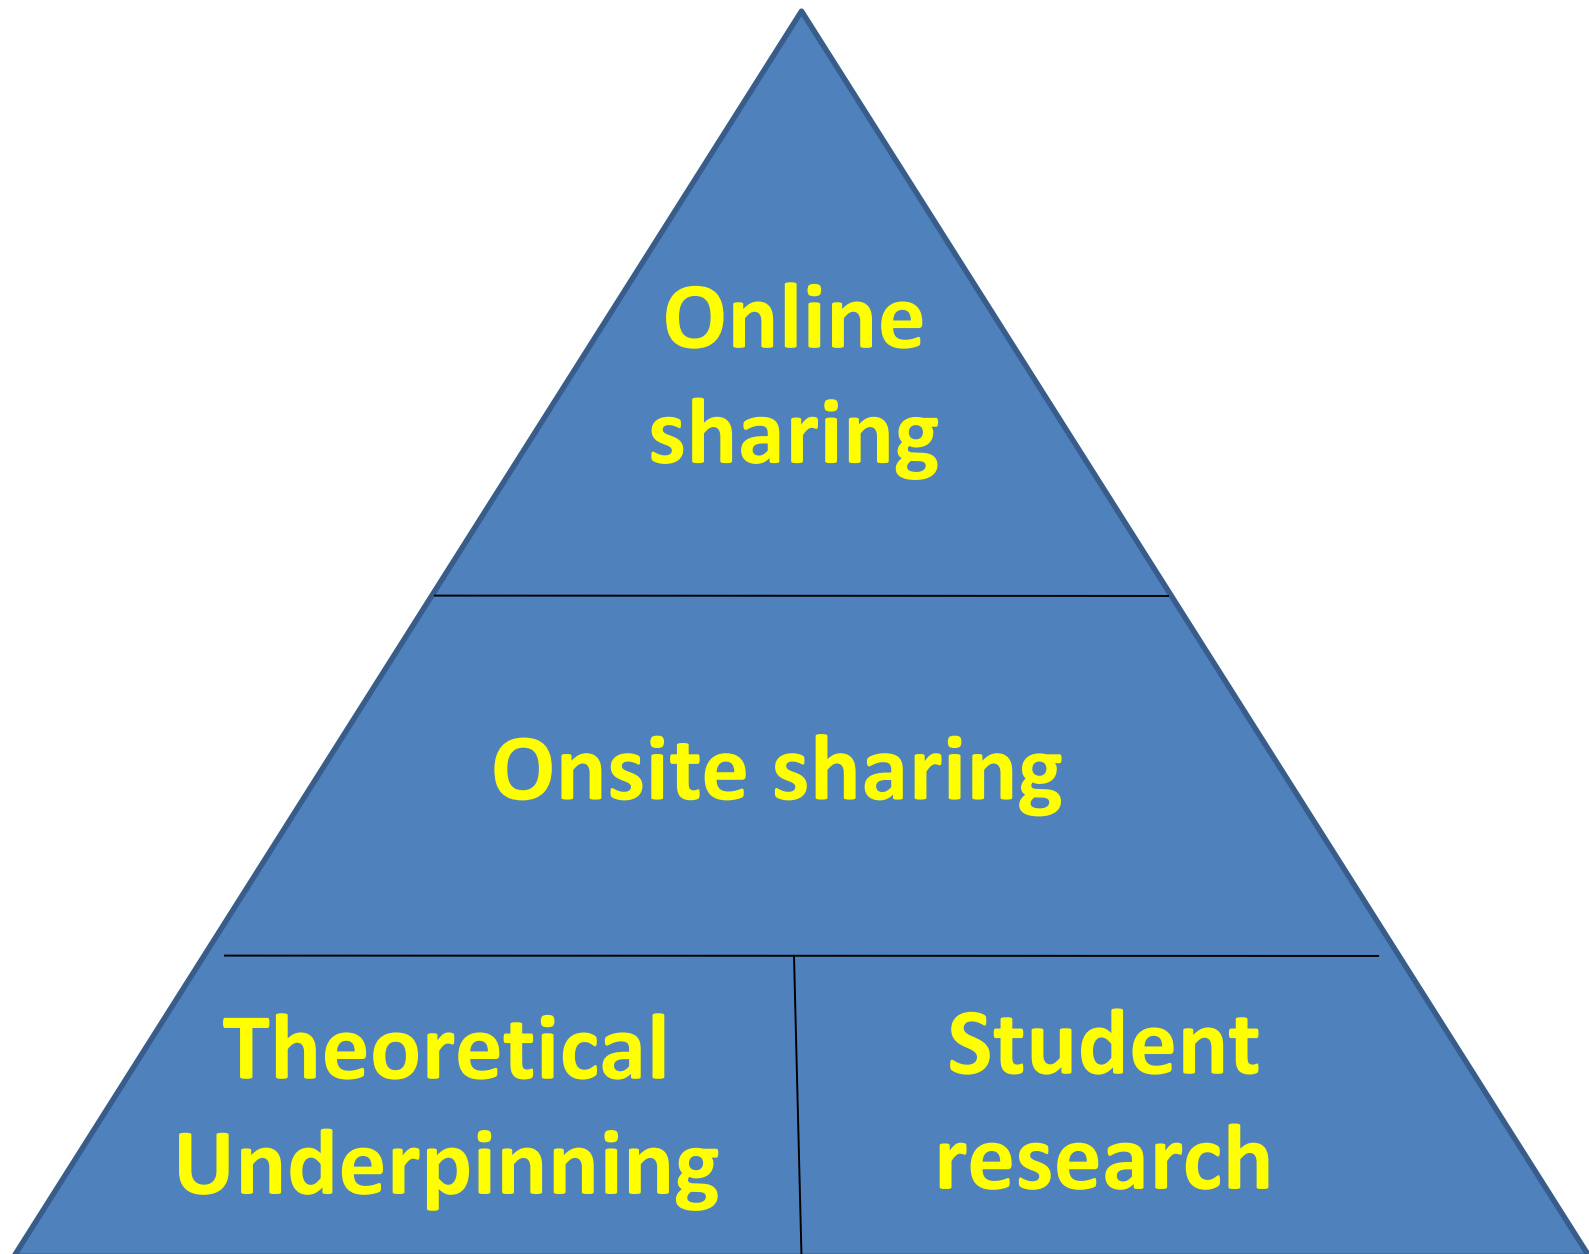 Online
sharing
Onsite sharing
Theoretical
Underpinning
Student
research